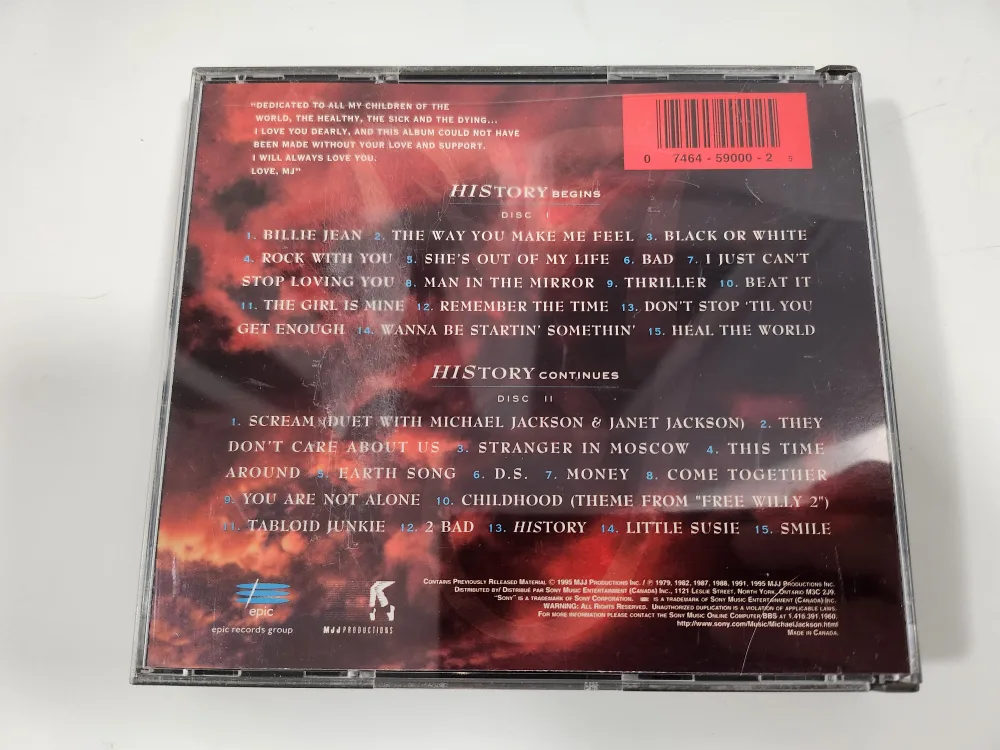 "DEDICATED TO ALL MY CHILDREN OF THE
WORLD, THE HEALTHY, THE SICK AND THE DYING...
I LOVE YOU DEARLY, AND THIS ALBUM COULD NOT HAVE
BEEN MADE WITHOUT YOUR LOVE AND SUPPORT.
I WILL ALWAYS LOVE YOU.
LOVE, MJ"
0 7464-59000-2 5
HISTORY BEGINS
DISC I
1. BILLIE JEAN 2. THE WAY YOU MAKE ME FEEL 3. BLACK OR WHITE
4. ROCK WITH YOU 5. SHE'S OUT OF MY LIFE 6. BAD 7. I JUST CAN'T
STOP LOVING YOU 8. MAN IN THE MIRROR 9. THRILLER 10. BEAT IT
11. THE GIRL IS MINE 12. REMEMBER THE TIME 13. DON'T STOP 'TIL YOU
GET ENOUGH 14. WANNA BE STARTIN' SOMETHIN' 15. HEAL THE WORLD
HISTORY CONTINUES
DISC II
1. SCREAM (DUET WITH MICHAEL JACKSON & JANET JACKSON) 2. THEY
DON'T CARE ABOUT US 3. STRANGER IN MOSCOW 4. THIS TIME
AROUND 5. EARTH SONG 6. D.S. 7. MONEY 8. COME TOGETHER
9. YOU ARE NOT ALONE 10. CHILDHOOD (THEME FROM "FREE WILLY 2")
11. TABLOID JUNKIE 12. 2 BAD 13. HISTORY 14. LITTLE SUSIE 15. SMILE
epic
epic records group
MJJ PRODUCTIONS
CONTAINS PREVIOUSLY RELEASED MATERIAL © 1995 MJJ PRODUCTIONS INC. / ℗ 1979, 1982, 1987, 1988, 1991, 1995 MJJ PRODUCTIONS INC.
DISTRIBUTED BY/ DISTRIBUÉ PAR SONY MUSIC ENTERTAINMENT (CANADA) INC., 1121 LESLIE STREET, NORTH YORK, ONTARIO M3C 2J9.
"SONY" IS A TRADEMARK OF SONY CORPORATION. IS A TRADEMARK OF SONY MUSIC ENTERTAINMENT (CANADA) INC.
WARNING: ALL RIGHTS RESERVED. UNAUTHORIZED DUPLICATION IS A VIOLATION OF APPLICABLE LAWS.
FOR MORE INFORMATION PLEASE CONTACT THE SONY MUSIC ONLINE COMPUTER/BBS AT 1.416.391.1960.
http://www.sony.com/Music/MichaelJackson.html
MADE IN CANADA.